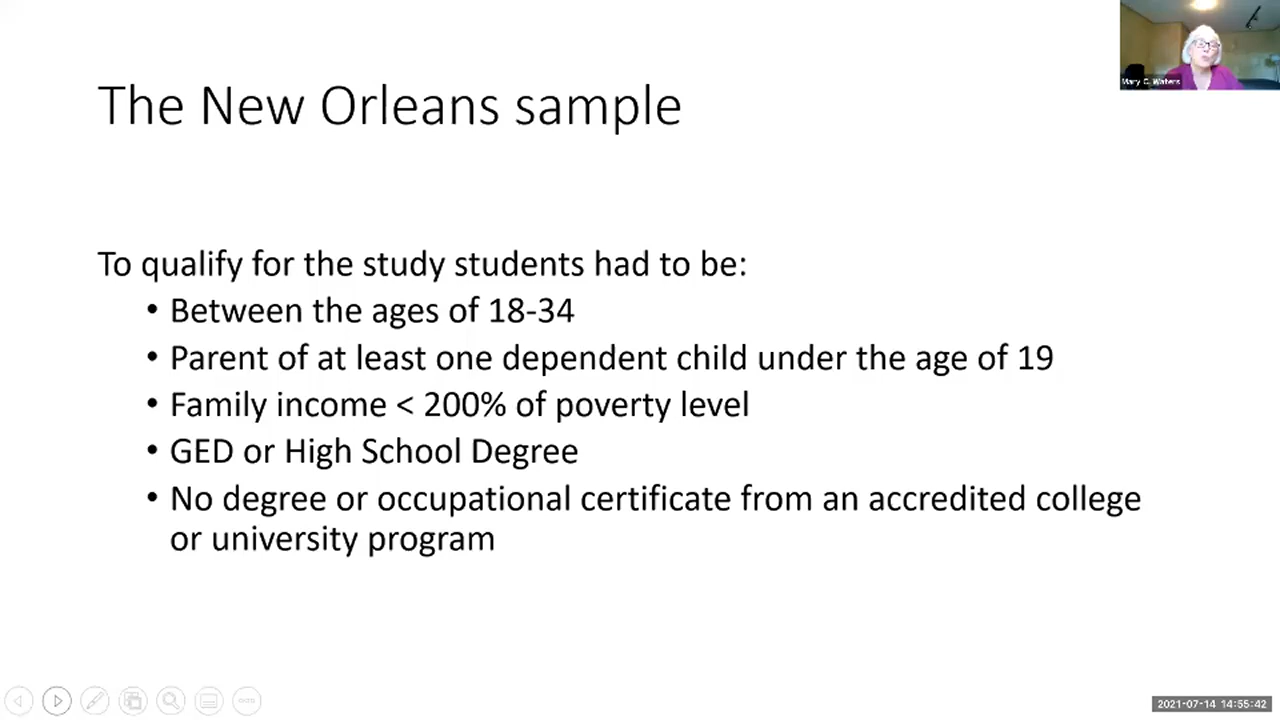 Mary C. Waters
The New Orleans sample
To qualify for the study students had to be:
• Between the ages of 18-34
• Parent of at least one dependent child under the age of 19
• Family income < 200% of poverty level
• GED or High School Degree
• No degree or occupational certificate from an accredited college
or university program
2021-07-14 14:55:42